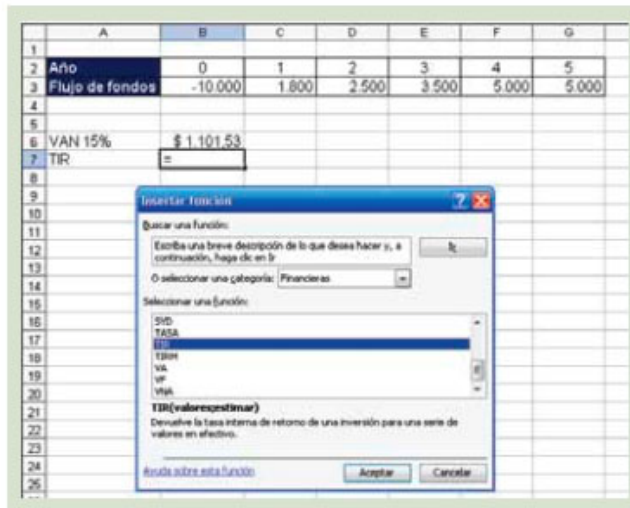 A B C D E F G
1
2 Año 0 1 2 3 4 5
3 Flujo de fondos -10.000 1.800 2.500 3.500 5.000 5.000
4
5
6 VAN 15% $ 1.101,53
7 TIR =
8
9
10
11
12
13
14
15
16
17
18
19
20
21
22
23
24
25
Insertar función
Buscar una función:
Escriba una breve descripción de lo que desea hacer y, a
continuación, haga clic en Ir
Ir
O seleccionar una categoría: Financieras
Seleccionar una función:
SYD
TASA
TIR
TIRM
VA
VF
VNA
TIR(valores;estimar)
Devuelve la tasa interna de retorno de una inversión para una serie de
valores en efectivo.
Ayuda sobre esta función
Aceptar Cancelar